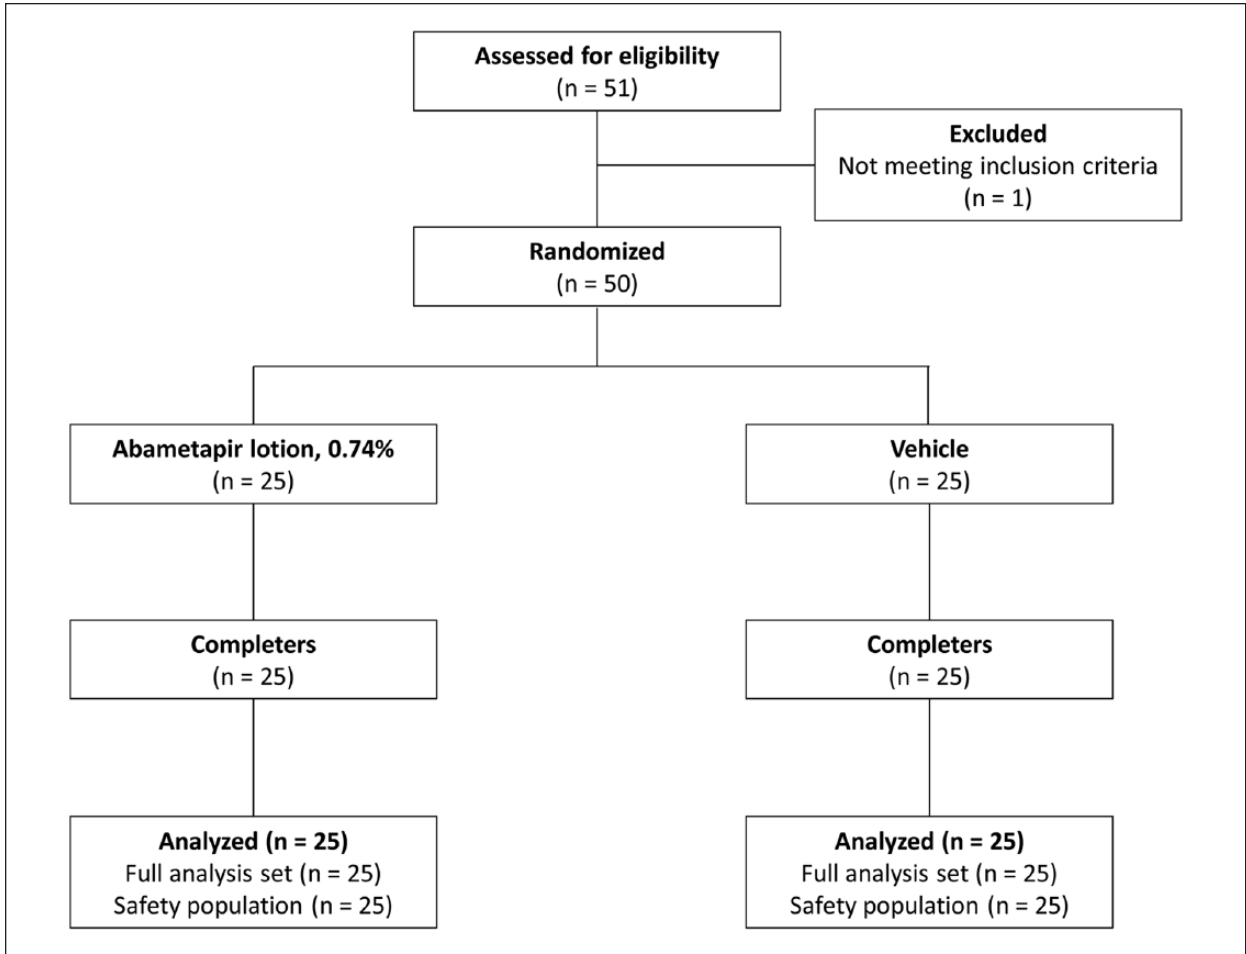 Assessed for eligibility
(n = 51)
Excluded
Not meeting inclusion criteria
(n = 1)
Randomized
(n = 50)
Abametapir lotion, 0.74%
(n = 25)
Vehicle
(n = 25)
Completers
(n = 25)
Completers
(n = 25)
Analyzed (n = 25)
Full analysis set (n = 25)
Safety population (n = 25)
Analyzed (n = 25)
Full analysis set (n = 25)
Safety population (n = 25)